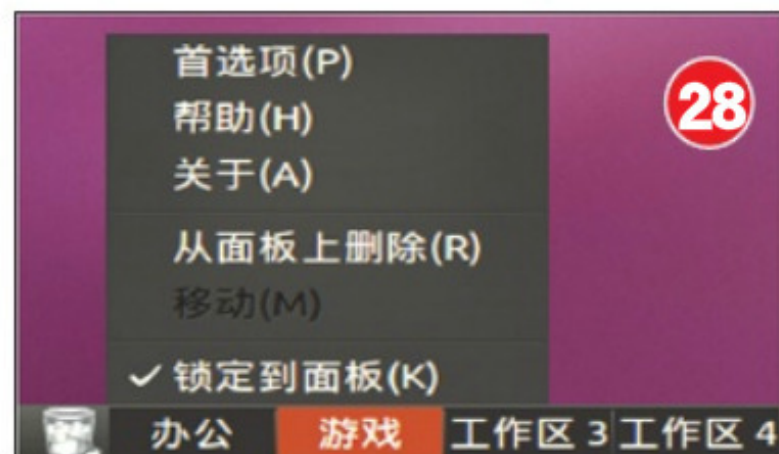 首选项(P)
28
帮助(H)
关于(A)
从面板上删除(R)
移动(M)
✓ 锁定到面板(K)
办公 游戏 工作区 3 工作区 4